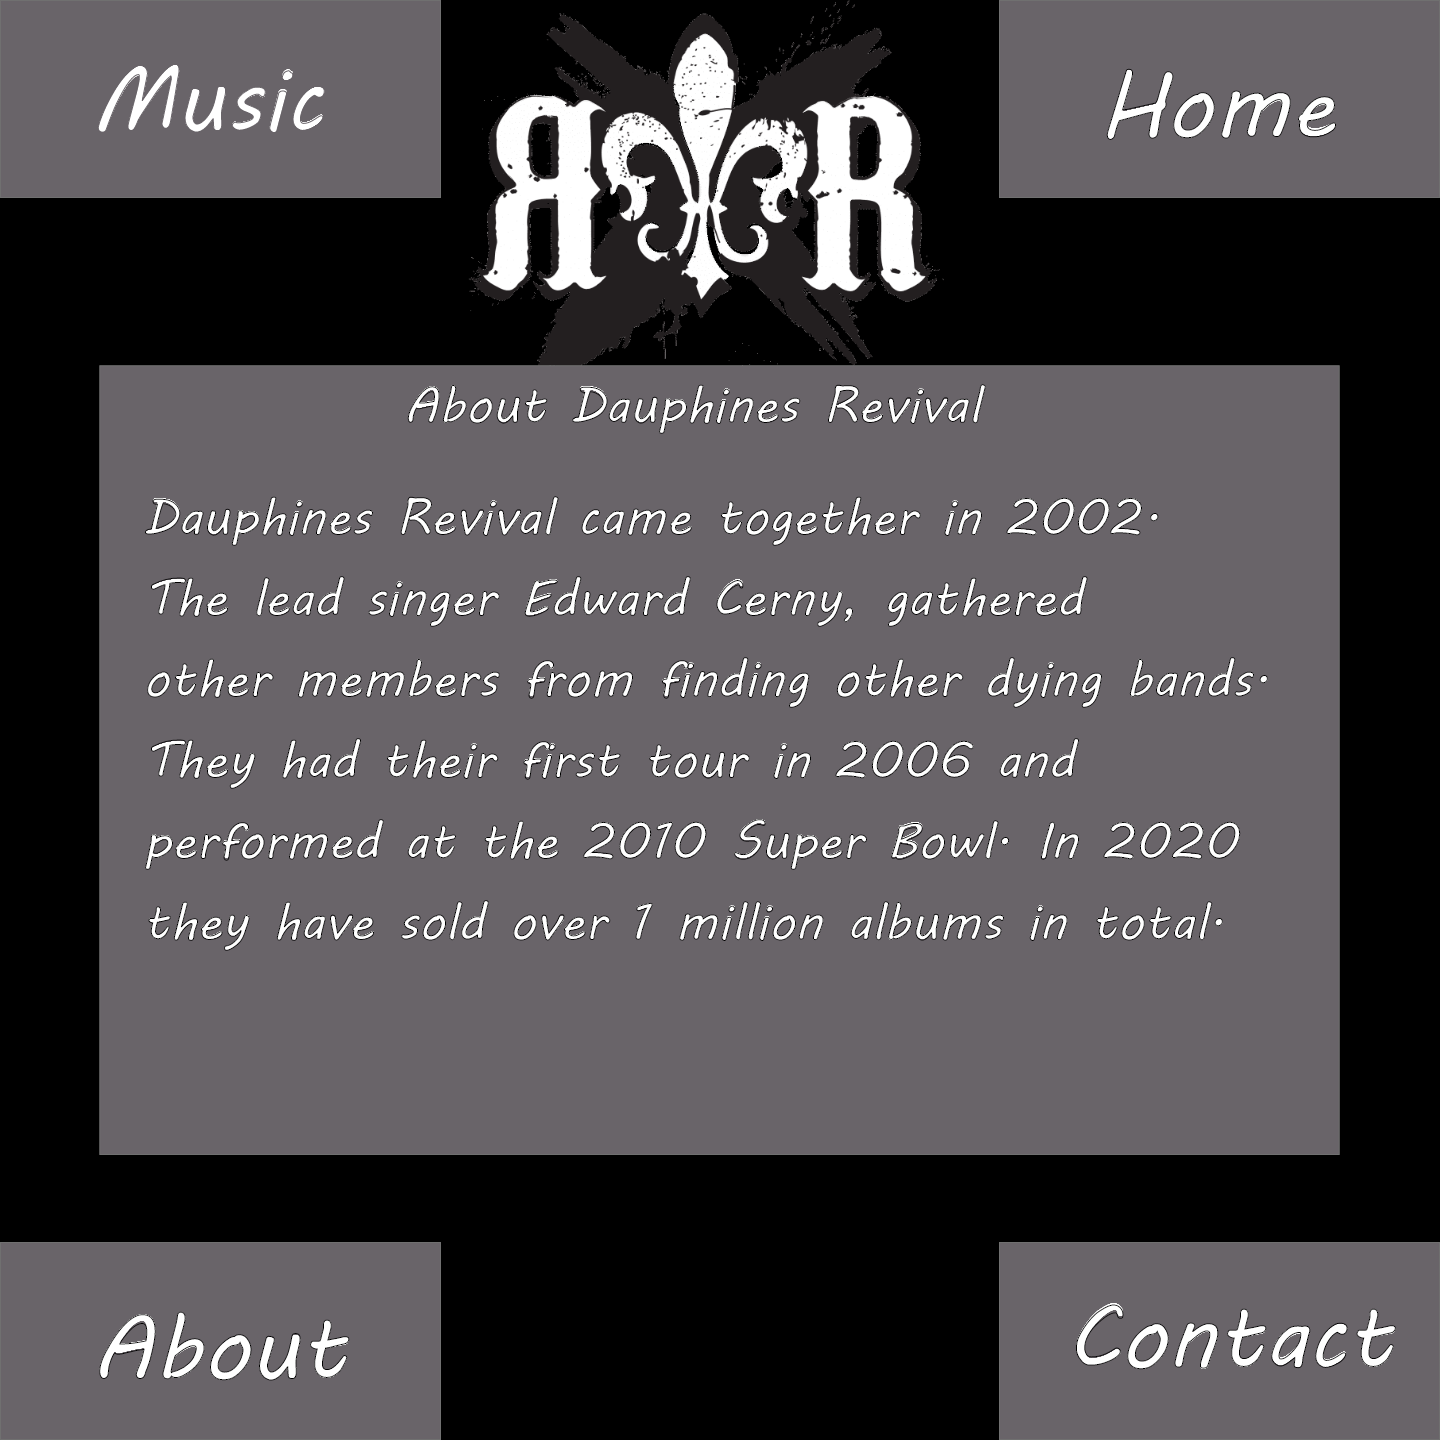 Music
Home
R R
About Dauphines Revival
Dauphines Revival came together in 2002.
The lead singer Edward Cerny, gathered
other members from finding other dying bands.
They had their first tour in 2006 and
performed at the 2010 Super Bowl. In 2020
they have sold over 1 million albums in total.
About
Contact